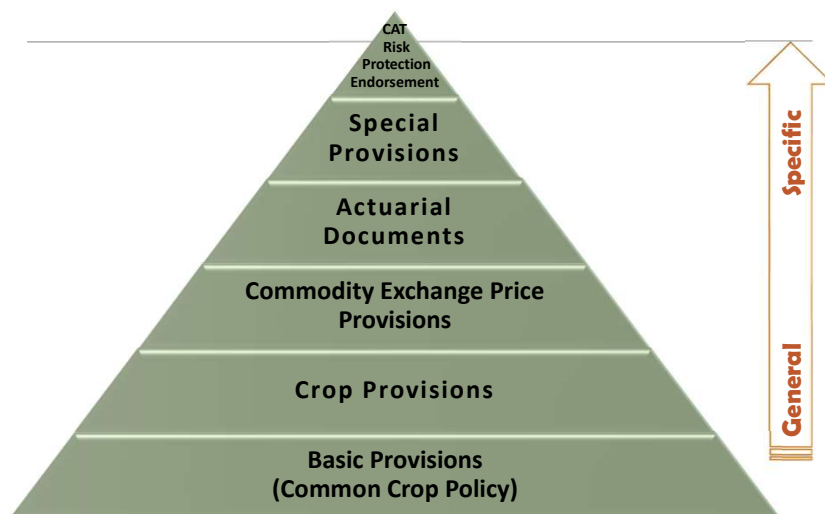 CAT
Risk
Protection
Endorsement
Special
Provisions
Actuarial
Documents
Commodity Exchange Price
Provisions
Crop Provisions
Basic Provisions
(Common Crop Policy)
Specific
General